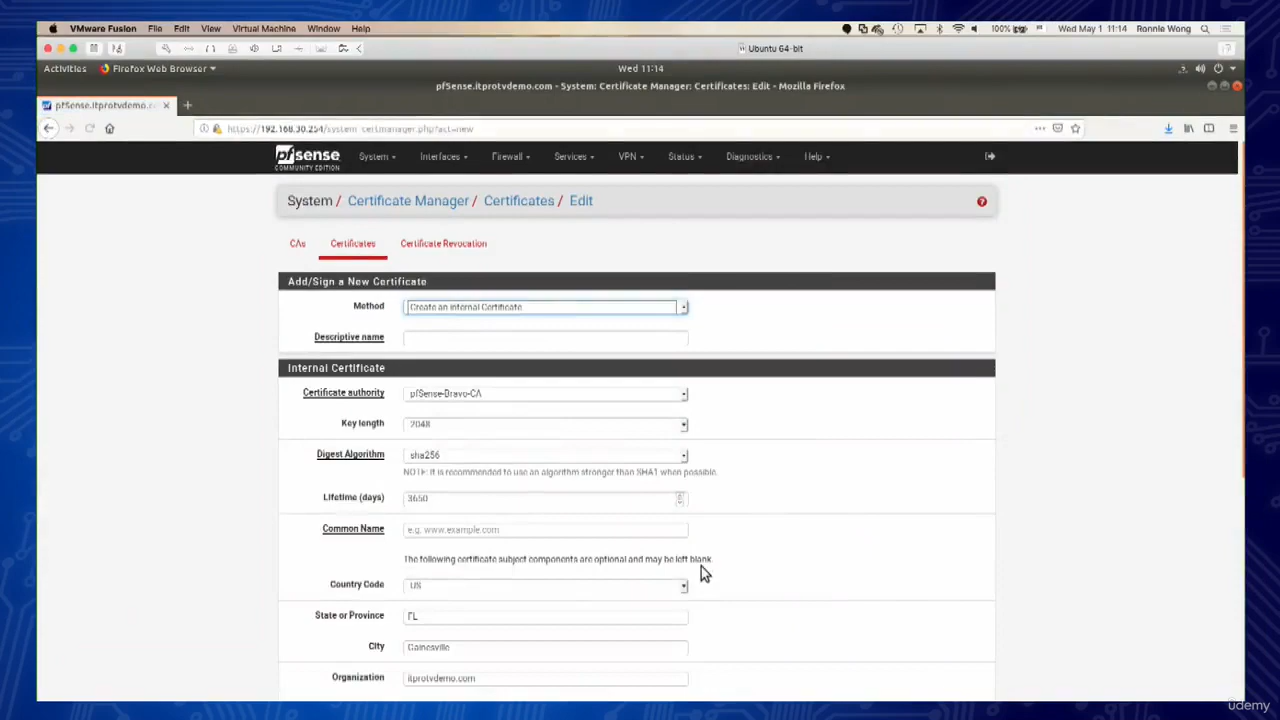 VMware Fusion File Edit View Virtual Machine Window Help 100% Wed May 1 11:14 Ronnie Wong
Ubuntu 64-bit
Activities Firefox Web Browser Wed 11:14
pfSense.itprotvdemo.com - System: Certificate Manager: Certificates: Edit - Mozilla Firefox
pfSense.itprotvdemo.c
https://192.168.30.254/system_certmanager.php?act=new
pfsense System Interfaces Firewall Services VPN Status Diagnostics Help
COMMUNITY EDITION
System / Certificate Manager / Certificates / Edit
CAs Certificates Certificate Revocation
Add/Sign a New Certificate
Method Create an Internal Certificate
Descriptive name
Internal Certificate
Certificate authority pfSense-Bravo-CA
Key length 2048
Digest Algorithm sha256
NOTE: It is recommended to use an algorithm stronger than SHA1 when possible.
Lifetime (days) 3650
Common Name e.g. www.example.com
The following certificate subject components are optional and may be left blank.
Country Code US
State or Province FL
City Gainesville
Organization itprotvdemo.com
udemy